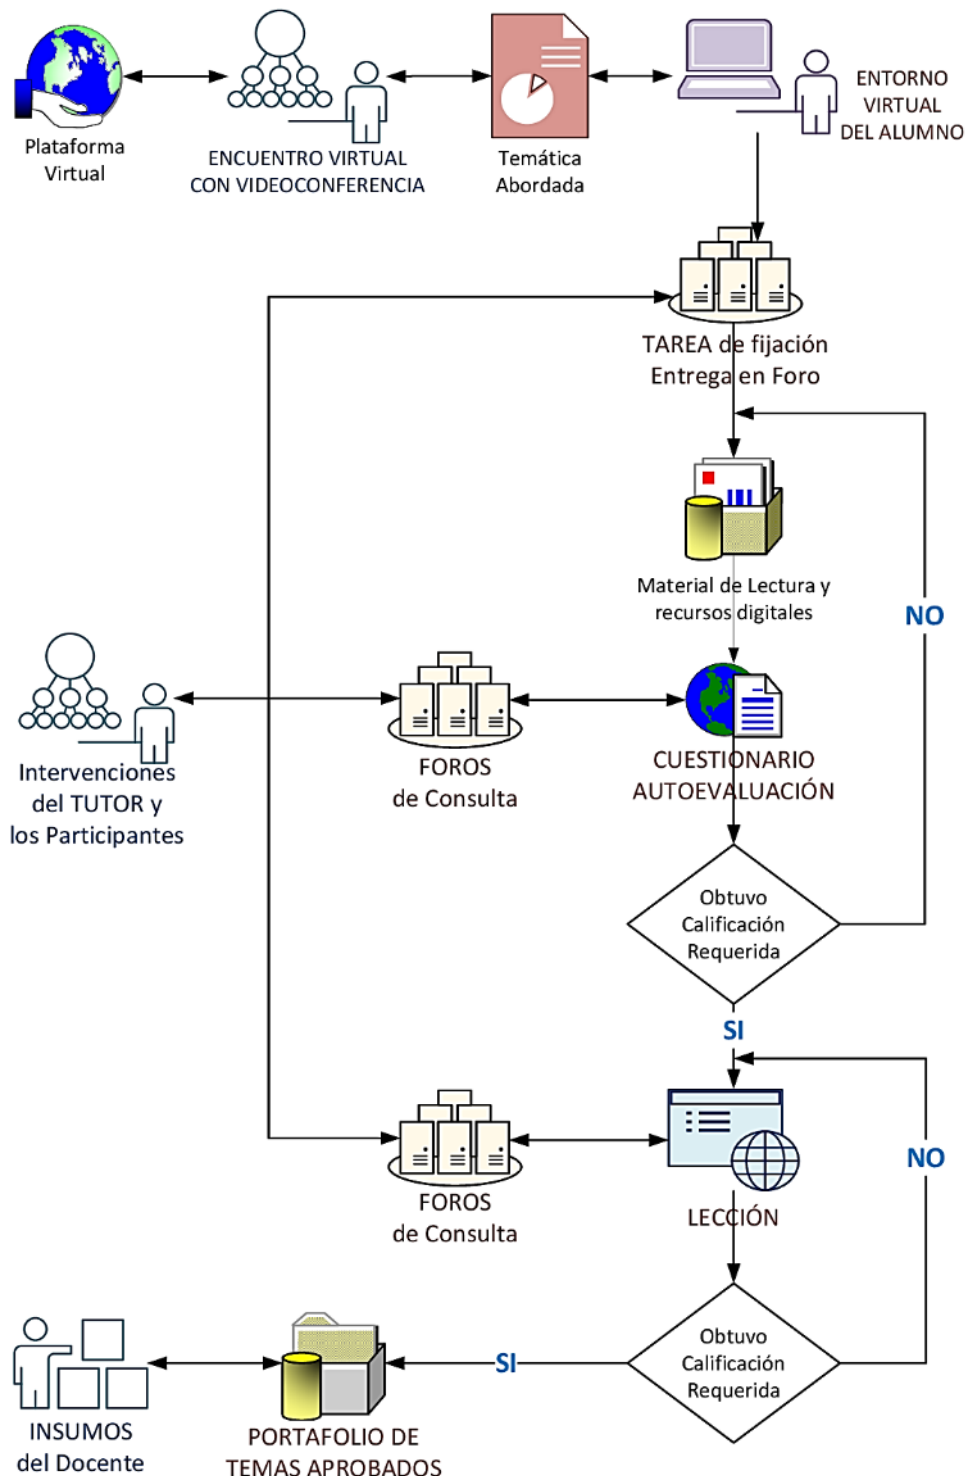 Plataforma
Virtual
ENCUENTRO VIRTUAL
CON VIDEOCONFERENCIA
Temática
Abordada
ENTORNO
VIRTUAL
DEL ALUMNO
TAREA de fijación
Entrega en Foro
Material de Lectura y
recursos digitales
NO
Intervenciones
del TUTOR y
los Participantes
FOROS
de Consulta
CUESTIONARIO
AUTOEVALUACIÓN
Obtuvo
Calificación
Requerida
SI
FOROS
de Consulta
LECCIÓN
NO
Obtuvo
Calificación
Requerida
SI
INSUMOS
del Docente
PORTAFOLIO DE
TEMAS APROBADOS